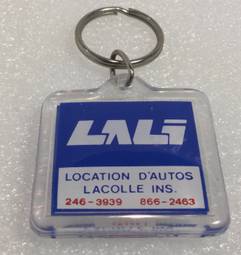 LALI
LOCATION D'AUTOS
LACOLLE INS.
246-3939 866-2463